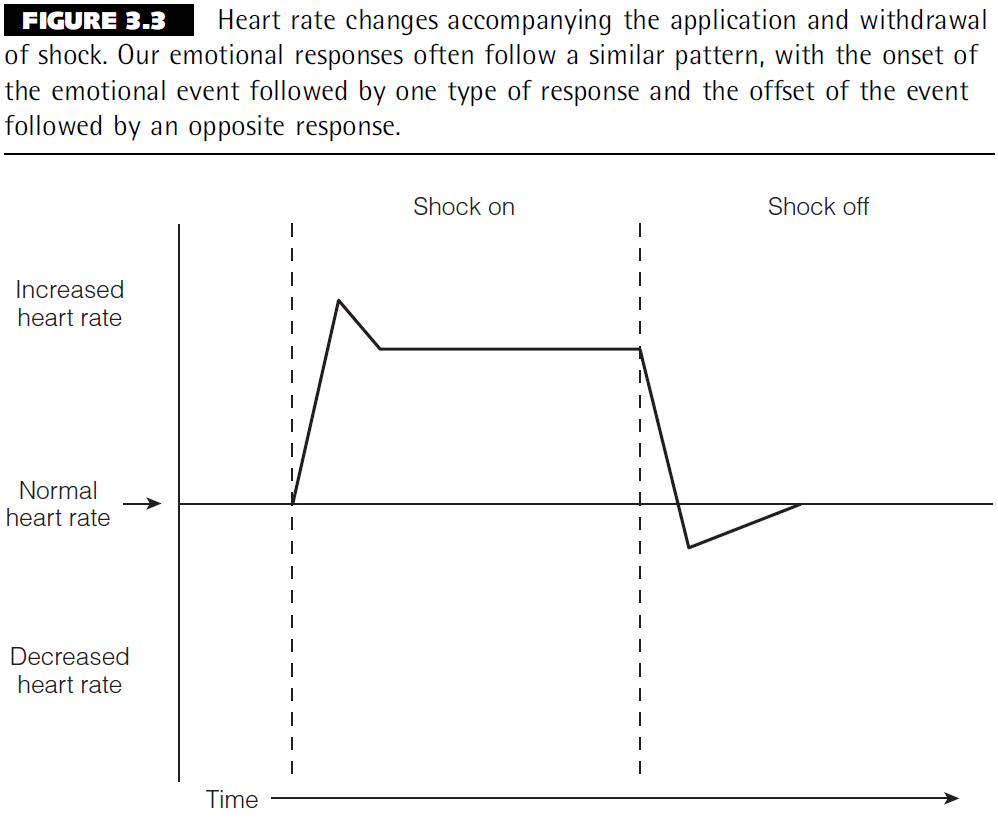 FIGURE 3.3 Heart rate changes accompanying the application and withdrawal
of shock. Our emotional responses often follow a similar pattern, with the onset of
the emotional event followed by one type of response and the offset of the event
followed by an opposite response.
Shock on
Shock off
Increased
heart rate
Normal
heart rate
Decreased
heart rate
Time